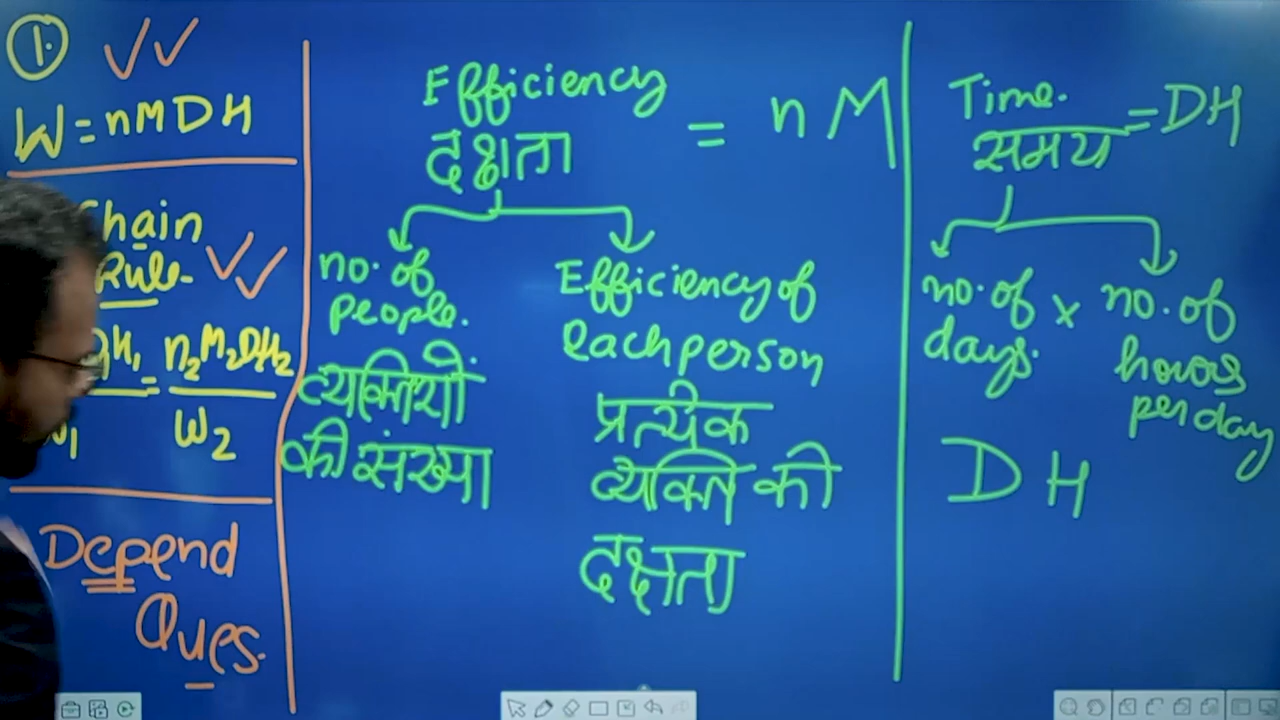 1.
W = nMDH
Chain
Rule-
H₁ = n₂M₂DH₂
W₂
Depend
Ques.
Efficiency
दक्षता
= nM
no. of
people.
व्यक्तियों
की संख्या
Efficiency of
each person
प्रत्येक
व्यक्ति की
दक्षता
Time.
समय
= DH
no. of
days.
x
no. of
hours
per day
D H